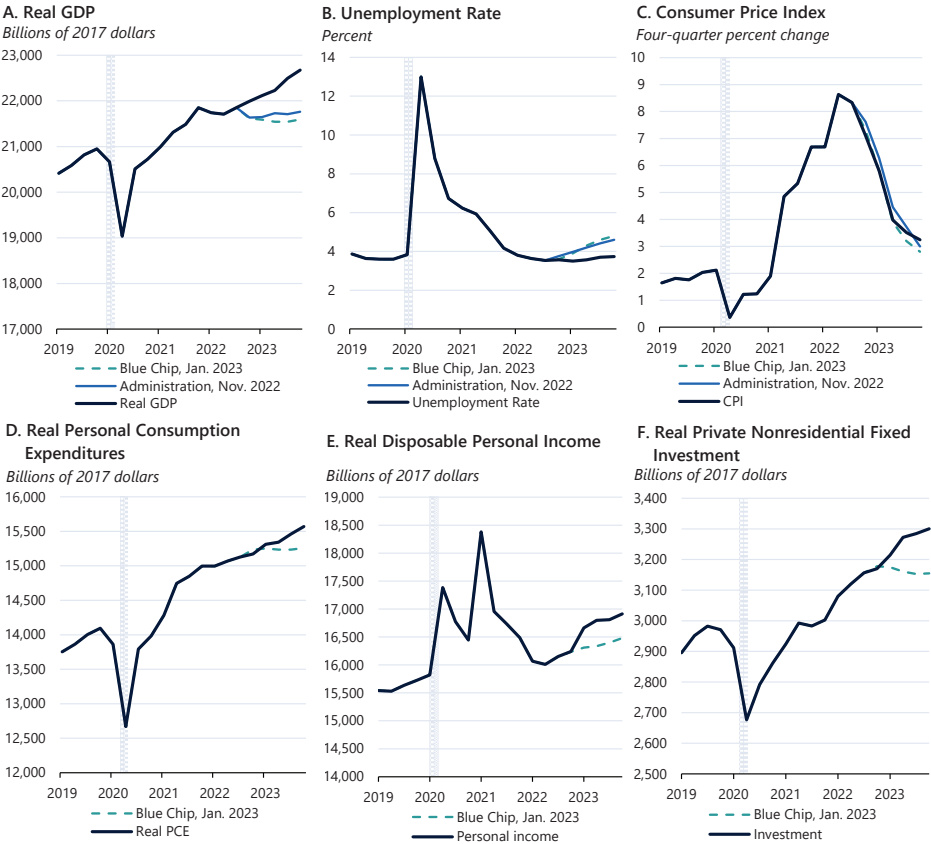 A. Real GDP
Billions of 2017 dollars
23,000
22,000
21,000
20,000
19,000
18,000
17,000
2019 2020 2021 2022 2023
Blue Chip, Jan. 2023
Administration, Nov. 2022
Real GDP
B. Unemployment Rate
Percent
14
12
10
8
6
4
2
0
2019 2020 2021 2022 2023
Blue Chip, Jan. 2023
Administration, Nov. 2022
Unemployment Rate
C. Consumer Price Index
Four-quarter percent change
10
9
8
7
6
5
4
3
2
1
0
2019 2020 2021 2022 2023
Blue Chip, Jan. 2023
Administration, Nov. 2022
CPI
D. Real Personal Consumption
Expenditures
Billions of 2017 dollars
16,000
15,500
15,000
14,500
14,000
13,500
13,000
12,500
12,000
2019 2020 2021 2022 2023
Blue Chip, Jan. 2023
Real PCE
E. Real Disposable Personal Income
Billions of 2017 dollars
19,000
18,500
18,000
17,500
17,000
16,500
16,000
15,500
15,000
14,500
14,000
2019 2020 2021 2022 2023
Blue Chip, Jan. 2023
Personal income
F. Real Private Nonresidential Fixed
Investment
Billions of 2017 dollars
3,400
3,300
3,200
3,100
3,000
2,900
2,800
2,700
2,600
2,500
2019 2020 2021 2022 2023
Blue Chip, Jan. 2023
Investment